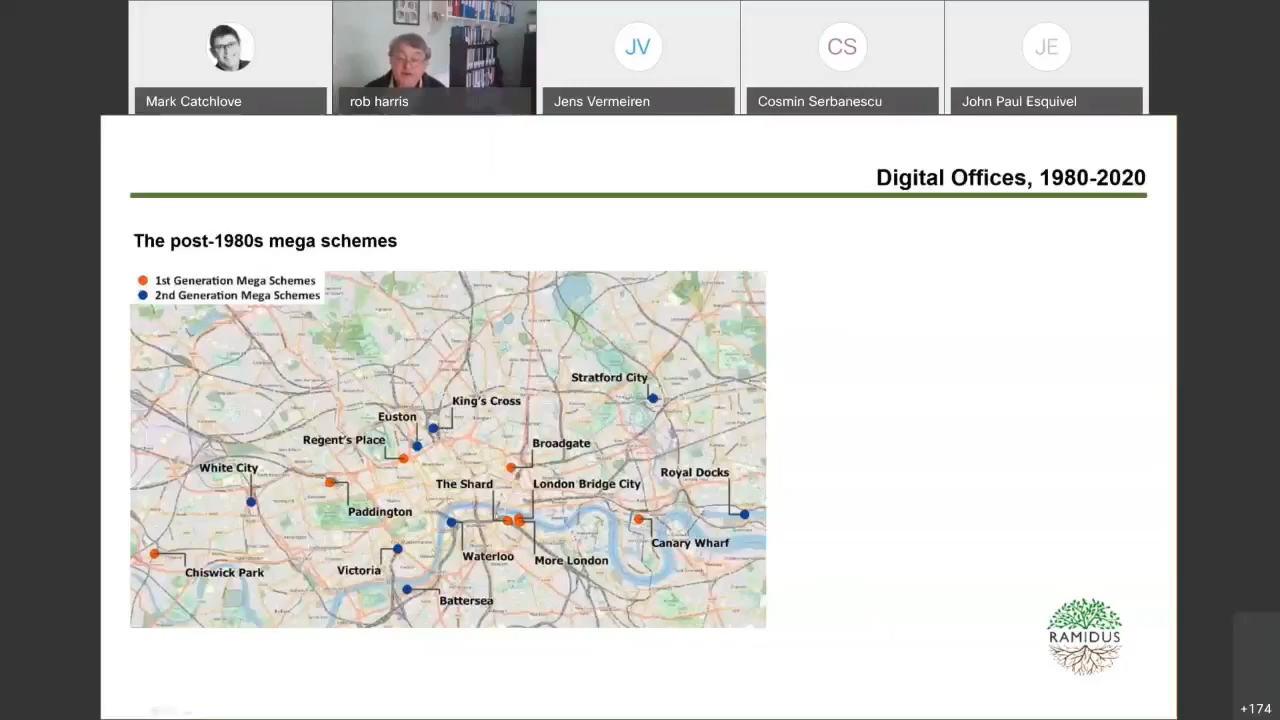 JV
CS
JE
Mark Catchlove
rob harris
Jens Vermeiren
Cosmin Serbanescu
John Paul Esquivel
Digital Offices, 1980-2020
The post-1980s mega schemes
1st Generation Mega Schemes
2nd Generation Mega Schemes
Stratford City
King's Cross
Euston
Regent's Place
Broadgate
White City
Royal Docks
The Shard
London Bridge City
Paddington
Canary Wharf
Waterloo
More London
Victoria
Chiswick Park
Battersea
RAMIDUS
+174